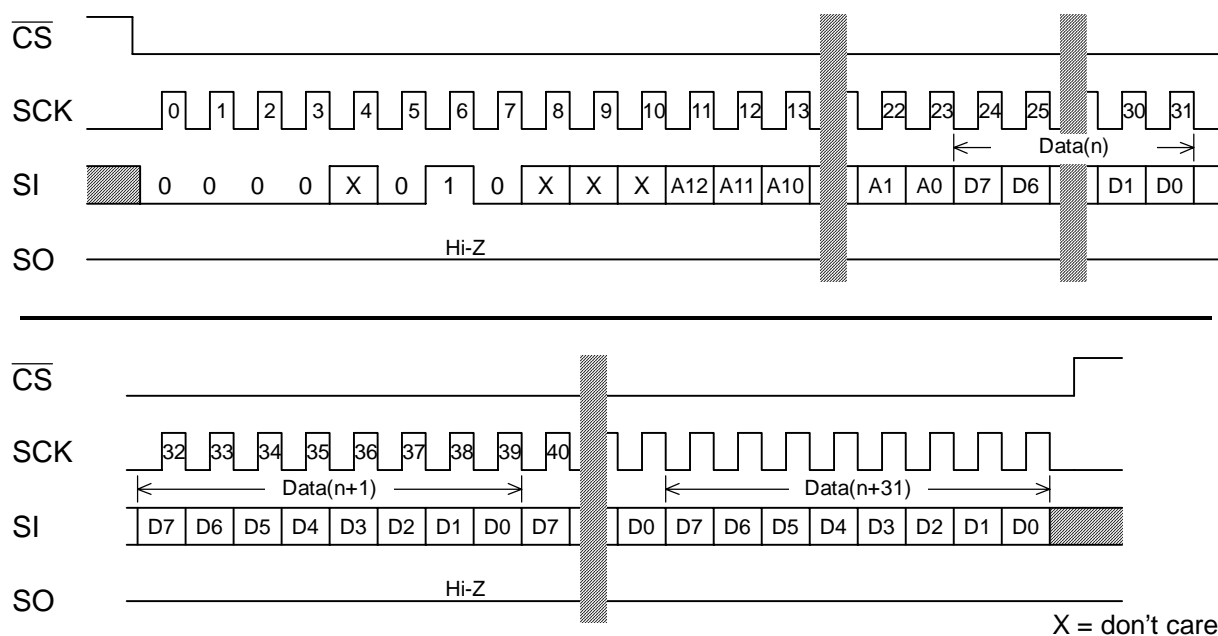 CS
SCK 0 1 2 3 4 5 6 7 8 9 10 11 12 13 22 23 24 25 30 31
Data(n)
SI 0 0 0 0 X 0 1 0 X X X A12 A11 A10 A1 A0 D7 D6 D1 D0
Hi-Z
SO
CS
SCK 32 33 34 35 36 37 38 39 40
Data(n+1) Data(n+31)
SI D7 D6 D5 D4 D3 D2 D1 D0 D7 D0 D7 D6 D5 D4 D3 D2 D1 D0
Hi-Z
SO
X = don't care